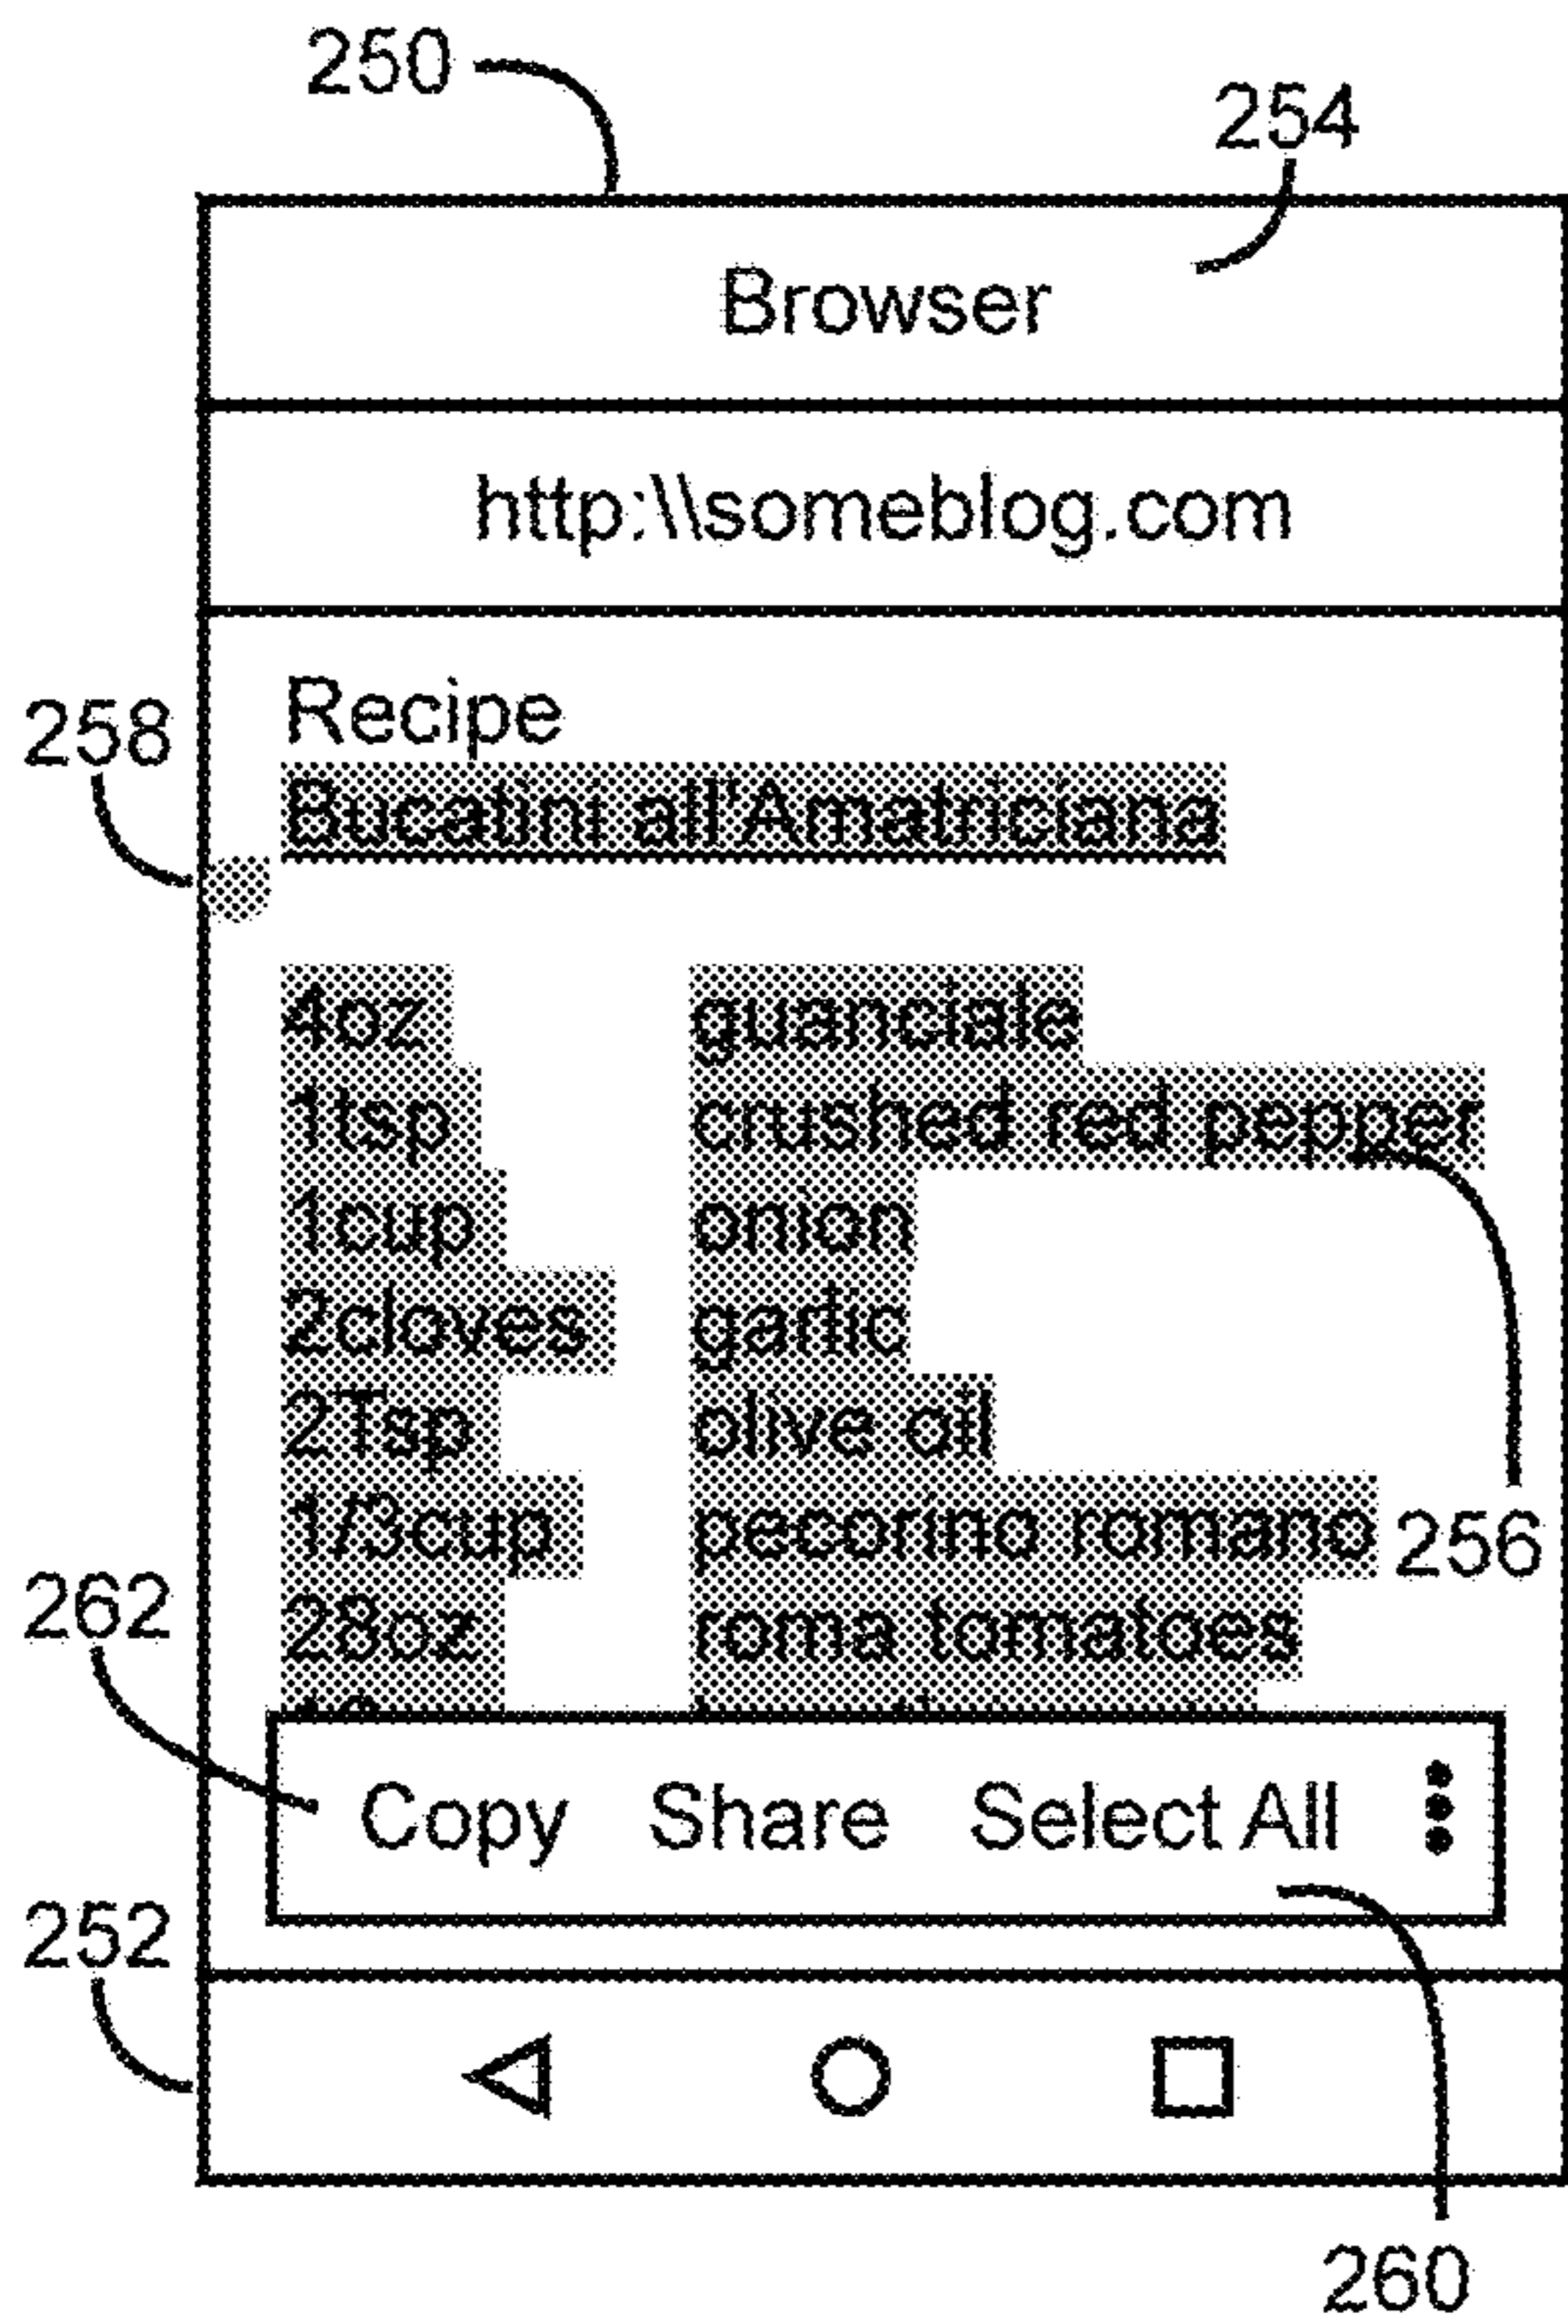 250
254
Browser
http:\\someblog.com
258
Recipe
Bucatini all'Amatriciana
4oz guanciale
1tsp crushed red pepper
1cup onion
2cloves garlic
2Tsp olive oil
1/3cup pecorino romano
256
262
28oz roma tomatoes
Copy Share Select All
252
260